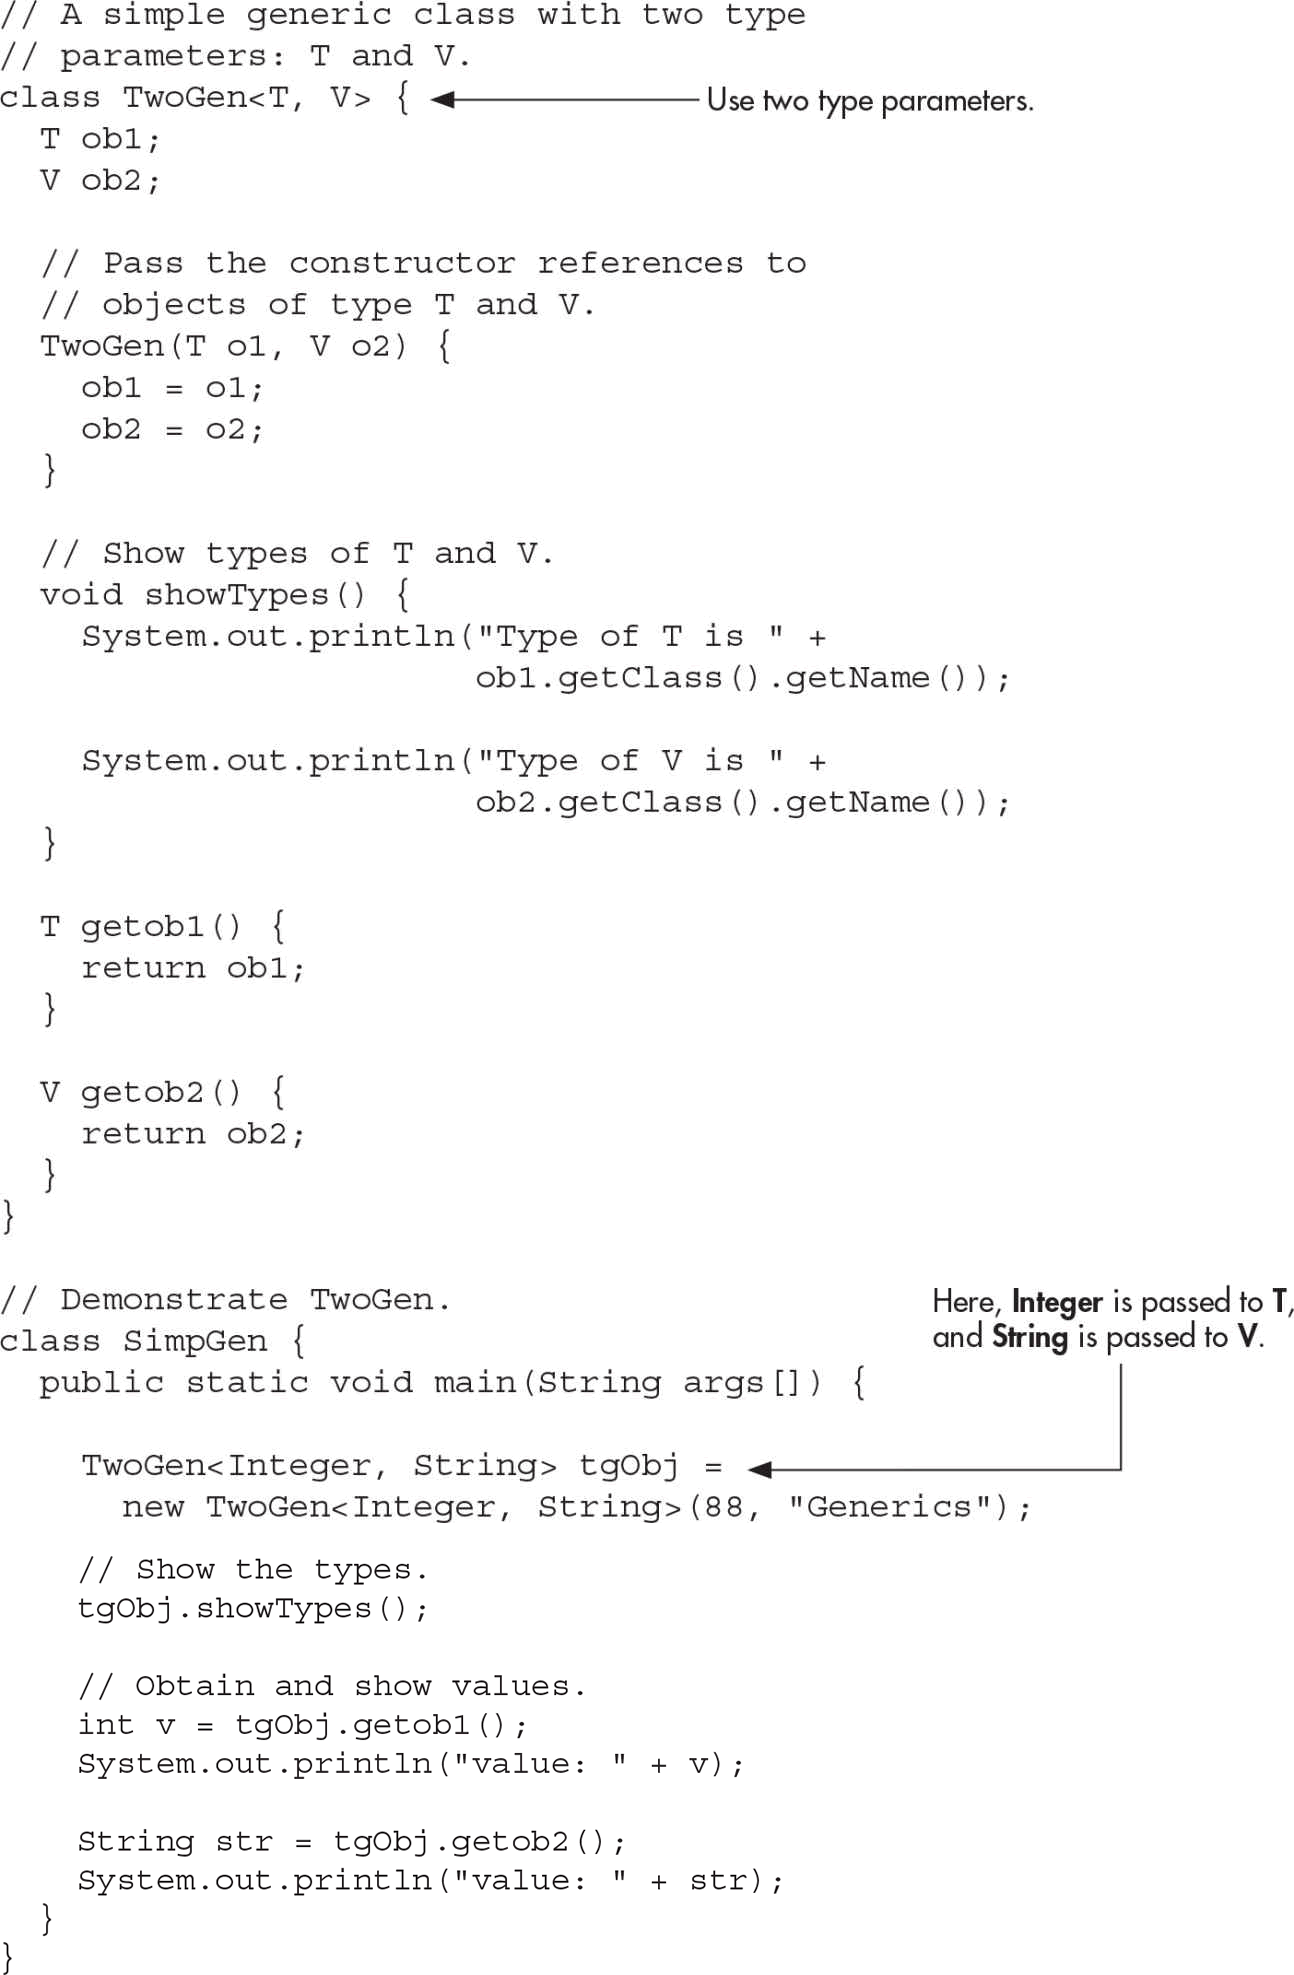 // A simple generic class with two type
// parameters: T and V.
class TwoGen<T, V> { Use two type parameters.
  T ob1;
  V ob2;

  // Pass the constructor references to
  // objects of type T and V.
  TwoGen(T o1, V o2) {
    ob1 = o1;
    ob2 = o2;
  }

  // Show types of T and V.
  void showTypes() {
    System.out.println("Type of T is " +
                       ob1.getClass().getName());

    System.out.println("Type of V is " +
                       ob2.getClass().getName());
  }

  T getob1() {
    return ob1;
  }

  V getob2() {
    return ob2;
  }
}

// Demonstrate TwoGen.
Here, Integer is passed to T,
class SimpGen {
and String is passed to V.
  public static void main(String args[]) {

    TwoGen<Integer, String> tgObj =
      new TwoGen<Integer, String>(88, "Generics");

    // Show the types.
    tgObj.showTypes();

    // Obtain and show values.
    int v = tgObj.getob1();
    System.out.println("value: " + v);

    String str = tgObj.getob2();
    System.out.println("value: " + str);
  }
}